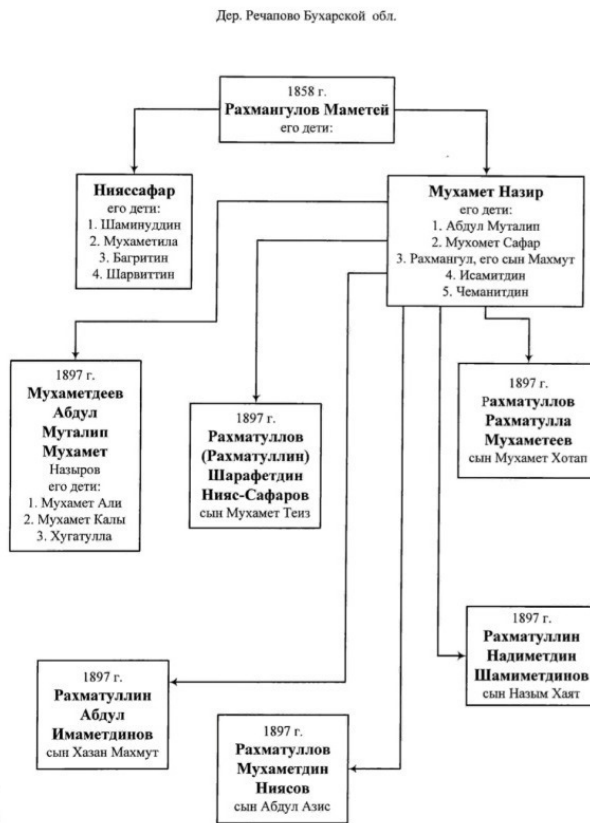 Дер. Речапово Бухарской обл.
1858 г.
Рахмангулов Маметей
его дети:
Нияссафар
его дети:
1. Шаминуддин
2. Мухаметила
3. Багритин
4. Шарвиттин
Мухамет Назир
его дети:
1. Абдул Муталип
2. Мухомет Сафар
3. Рахмангул, его сын Махмут
4. Исамитдин
5. Чеманитдин
1897 г.
Мухаметдеев
Абдул
Муталип
Мухамет
Назыров
его дети:
1. Мухамет Али
2. Мухамет Калы
3. Хугатулла
1897 г.
Рахматуллов
(Рахматуллин)
Шарафетдин
Нияс-Сафаров
сын Мухамет Теиз
1897 г.
Рахматуллов
Рахматулла
Мухаметеев
сын Мухамет Хотап
1897 г.
Рахматуллин
Надиметдин
Шамиметдинов
сын Назым Хаят
1897 г.
Рахматуллин
Абдул
Имаметдинов
сын Хазан Махмут
1897 г.
Рахматуллов
Мухаметдин
Ниясов
сын Абдул Азис